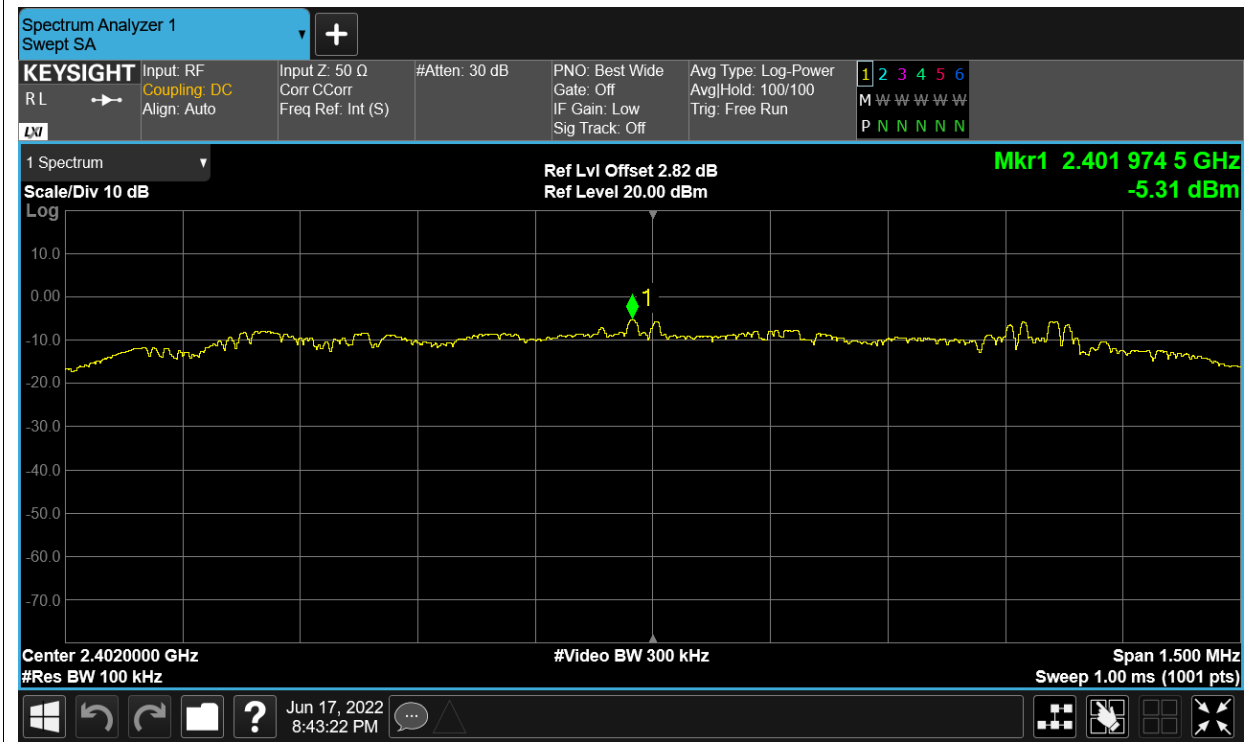 Spectrum Analyzer 1
Swept SA
+
KEYSIGHT
R L
LXI
Input: RF
Coupling: DC
Align: Auto
Input Z: 50 Ω
Corr CCorr
Freq Ref: Int (S)
#Atten: 30 dB
PNO: Best Wide
Gate: Off
IF Gain: Low
Sig Track: Off
Avg Type: Log-Power
Avg|Hold: 100/100
Trig: Free Run
1 2 3 4 5 6
M W W W W W
P N N N N N
1 Spectrum
Scale/Div 10 dB
Ref Lvl Offset 2.82 dB
Ref Level 20.00 dBm
Mkr1 2.401 974 5 GHz
-5.31 dBm
Log
10.0
0.00
-10.0
-20.0
-30.0
-40.0
-50.0
-60.0
-70.0
1
Center 2.4020000 GHz
#Video BW 300 kHz
Span 1.500 MHz
#Res BW 100 kHz
Sweep 1.00 ms (1001 pts)
?
Jun 17, 2022
8:43:22 PM